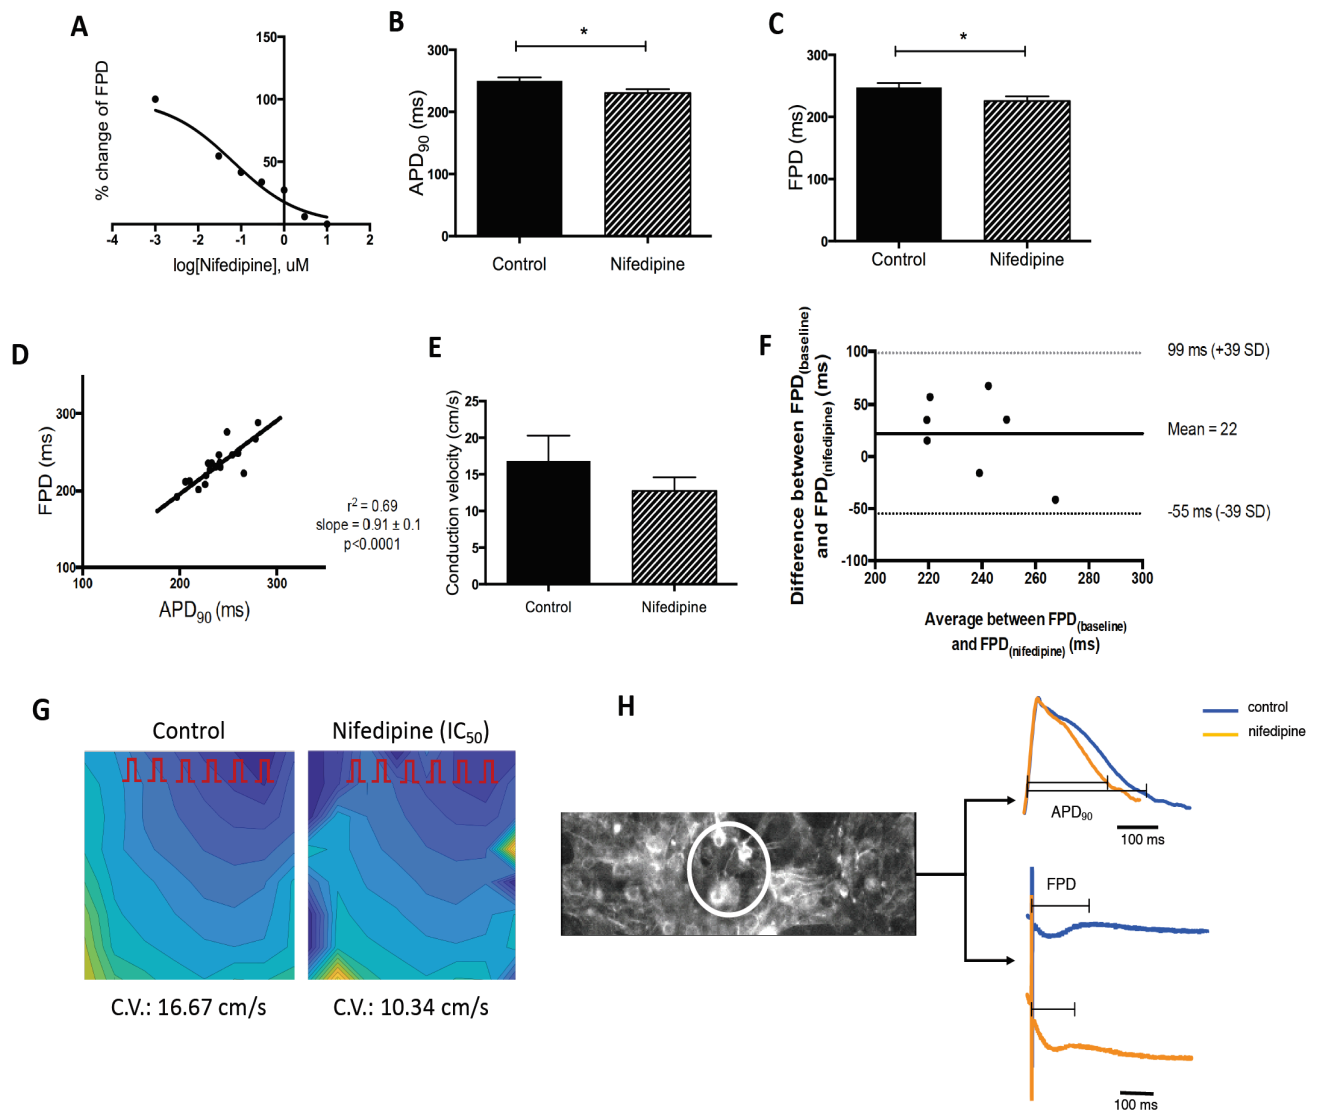 A
% change of FPD
150
100
50
-4 -3 -2 -1 0 1 2
log[Nifedipine], uM
B
*
APD90 (ms)
300
200
100
0
Control Nifedipine
C
*
FPD (ms)
300
200
100
0
Control Nifedipine
D
FPD (ms)
300
200
100
100 200 300
APD90 (ms)
r2 = 0.69
slope = 0.91 ± 0.1
p<0.0001
E
Conduction velocity (cm/s)
25
20
15
10
5
0
Control Nifedipine
F
Difference between FPD(baseline)
and FPD(nifedipine) (ms)
100
50
0
-50
-100
200 220 240 260 280 300
Average between FPD(baseline)
and FPD(nifedipine) (ms)
99 ms (+39 SD)
Mean = 22
-55 ms (-39 SD)
G
Control
Nifedipine (IC50)
C.V.: 16.67 cm/s
C.V.: 10.34 cm/s
H
control
nifedipine
APD90
100 ms
FPD
100 ms